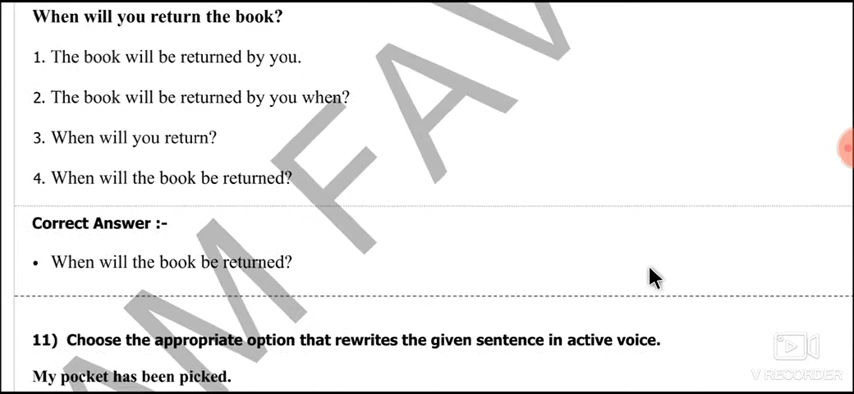 When will you return the book?
1. The book will be returned by you.
2. The book will be returned by you when?
3. When will you return?
4. When will the book be returned?
Correct Answer :-
• When will the book be returned?
11) Choose the appropriate option that rewrites the given sentence in active voice.
My pocket has been picked.
V RECORDER